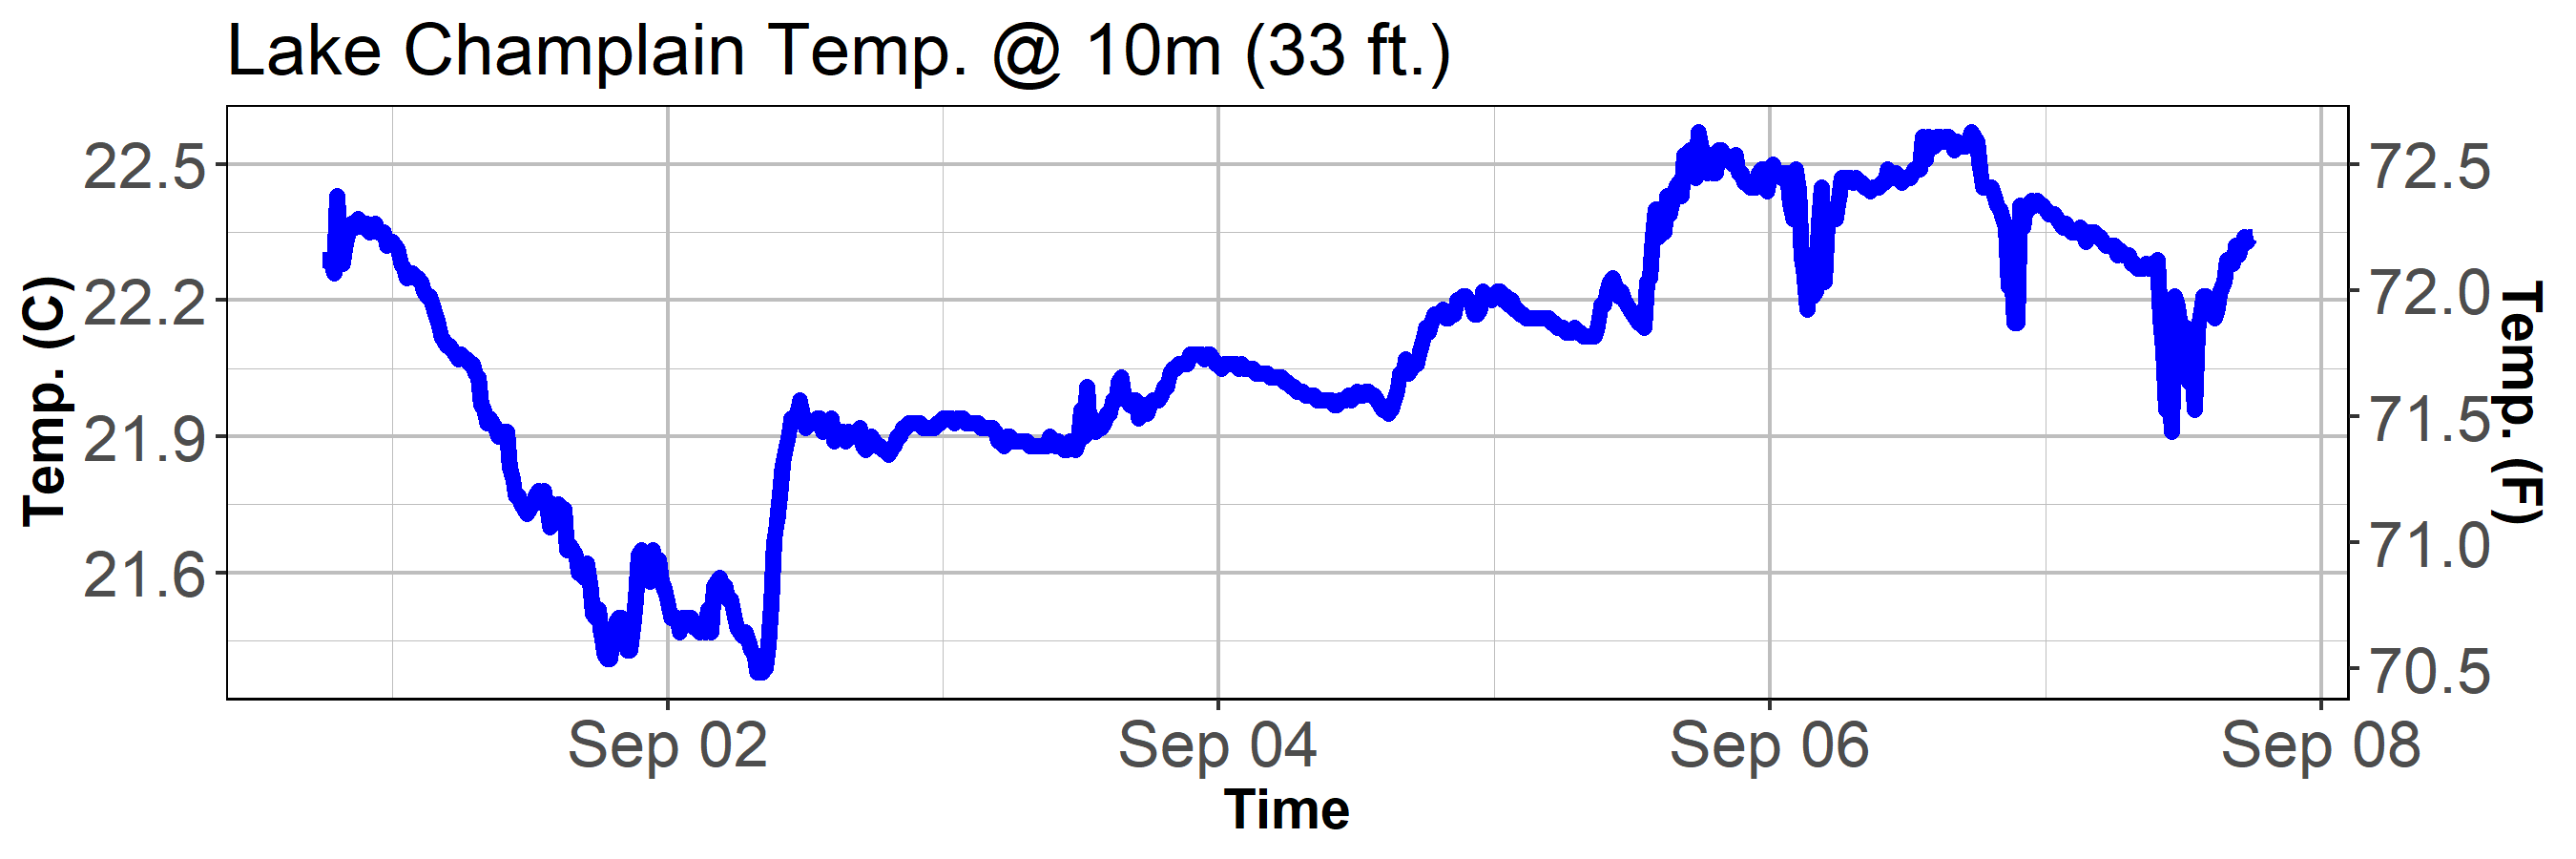 Lake Champlain Temp. @ 10m (33 ft.)
Temp. (C)
22.5
22.2
21.9
21.6
72.5
72.0
71.5
71.0
70.5
Temp. (F)
Sep 02
Sep 04
Sep 06
Sep 08
Time